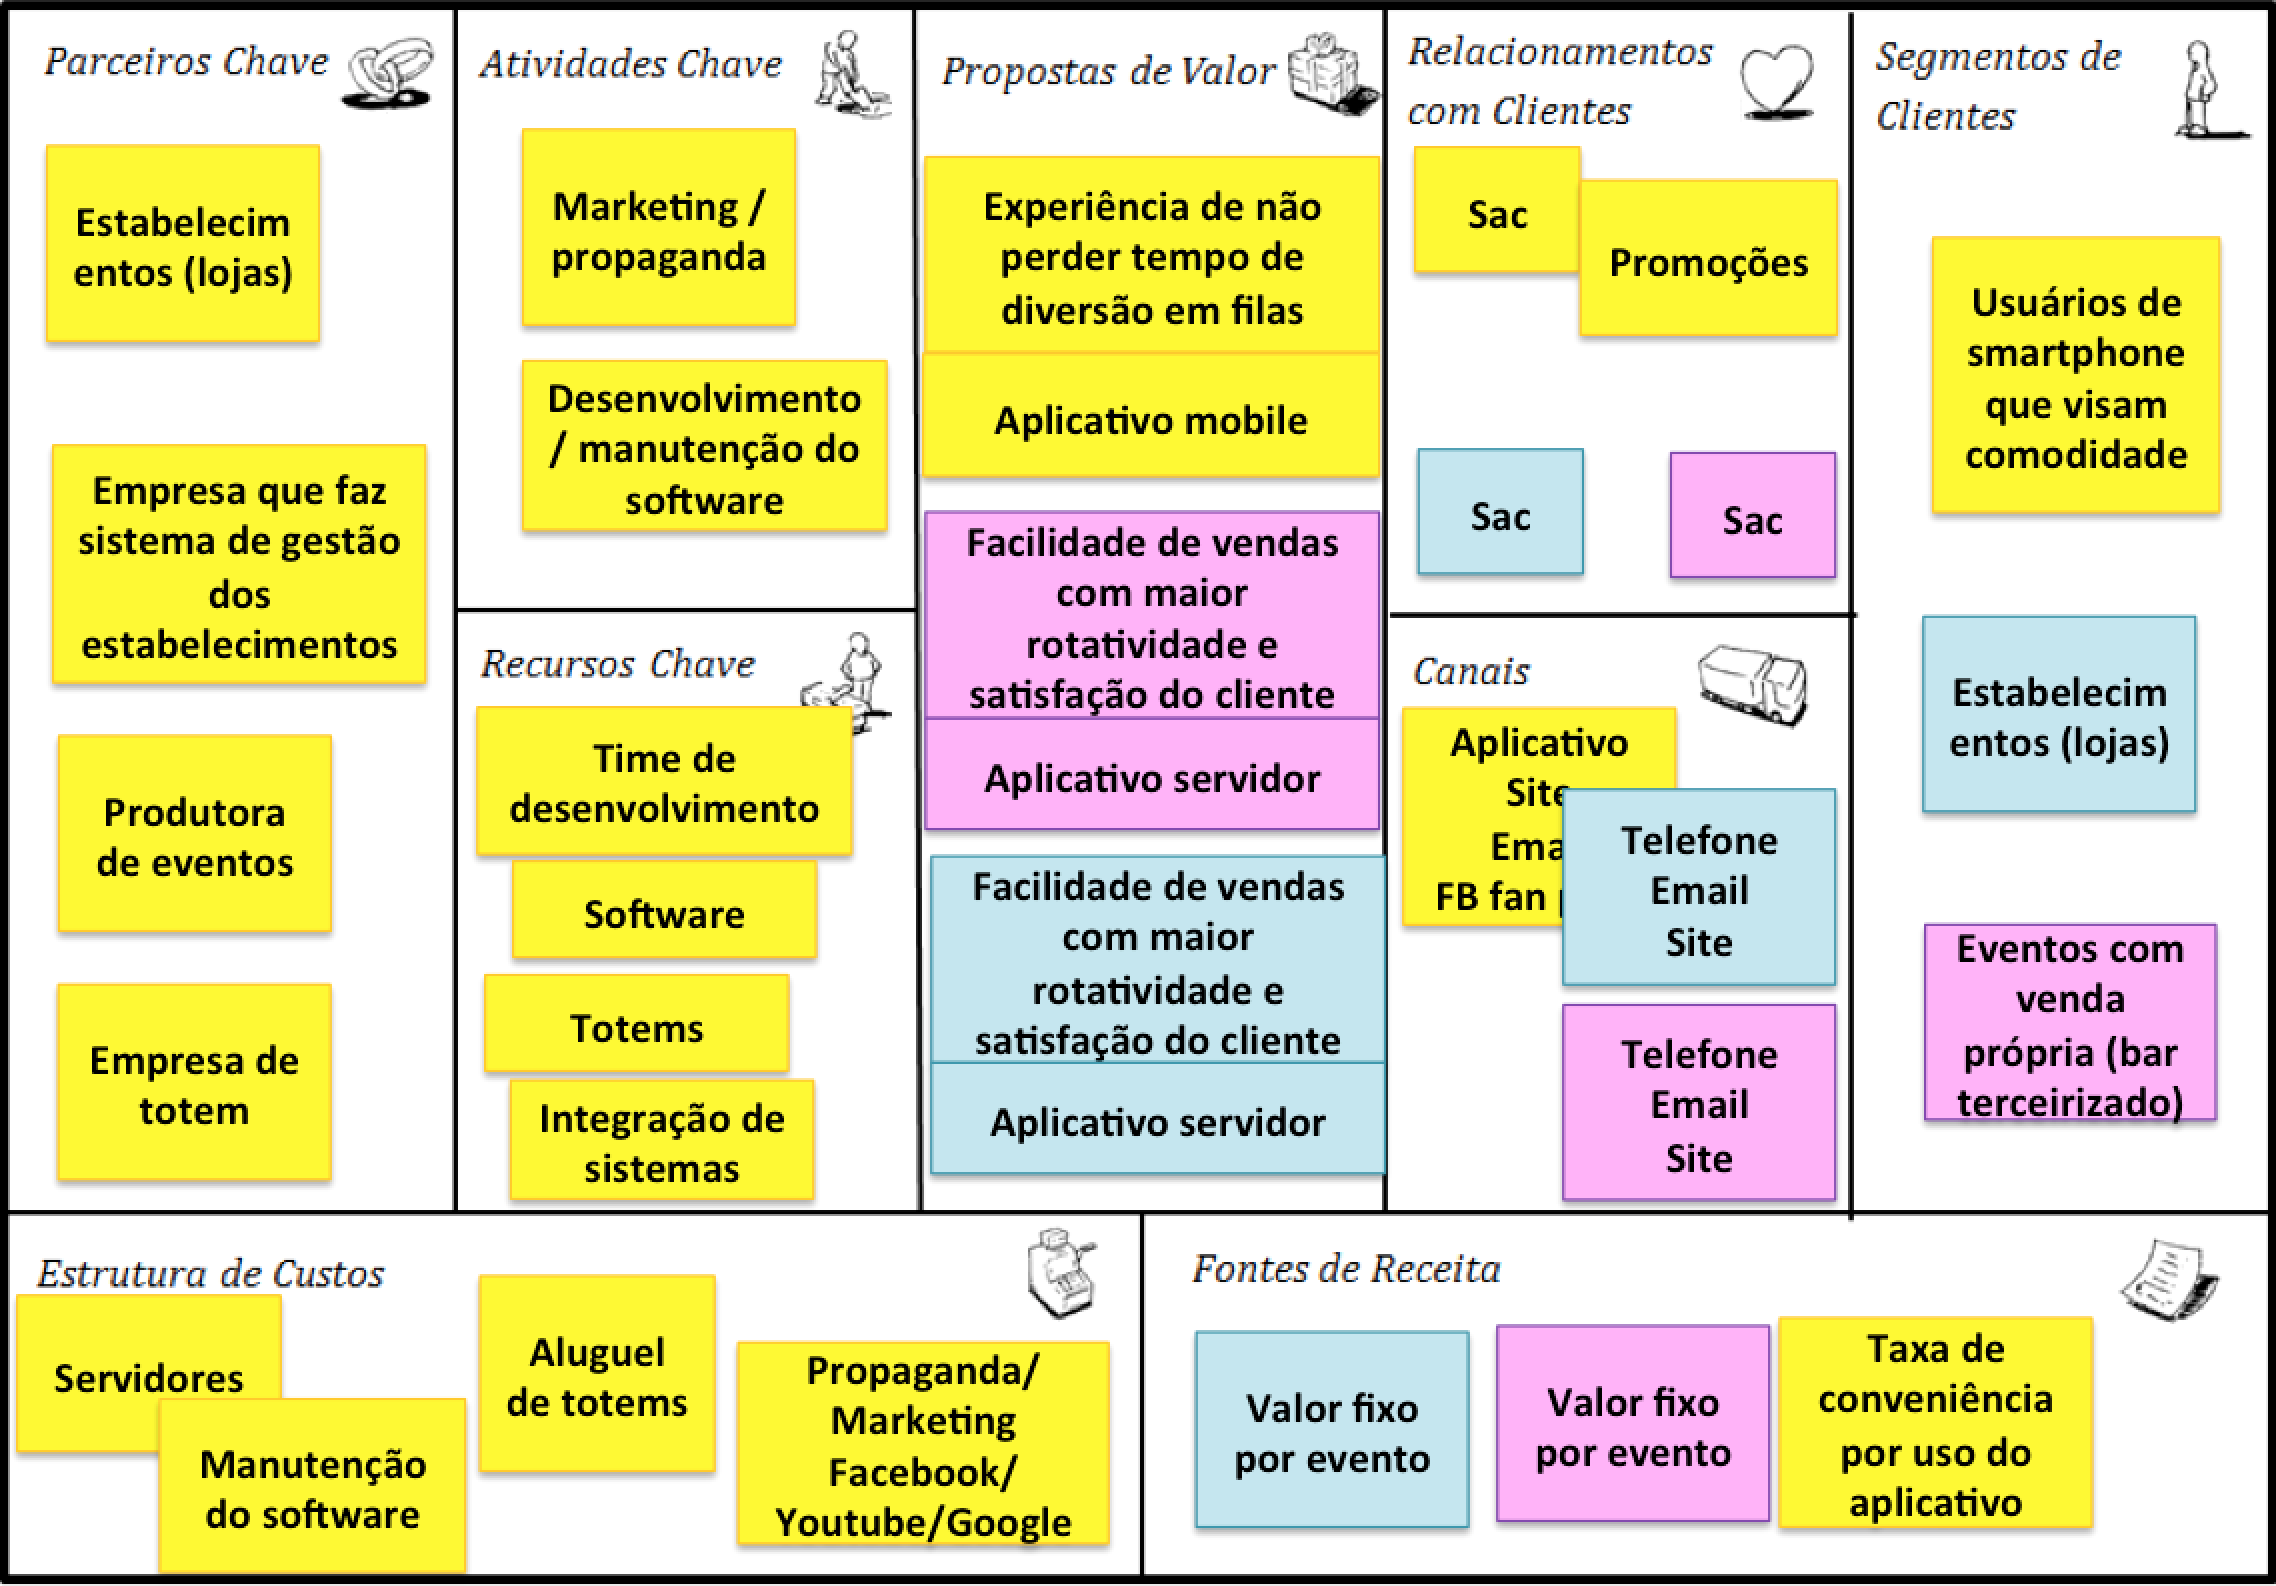 Parceiros Chave
Estabelecim
entos (lojas)
Empresa que faz
sistema de gestão
dos
estabelecimentos
Produtora
de eventos
Empresa de
totem
Atividades Chave
Marketing /
propaganda
Desenvolvimento
/ manutenção do
software
Recursos Chave
Time de
desenvolvimento
Software
Totems
Integração de
sistemas
Propostas de Valor
Experiência de não
perder tempo de
diversão em filas
Aplicativo mobile
Facilidade de vendas
com maior
rotatividade e
satisfação do cliente
Aplicativo servidor
Facilidade de vendas
com maior
rotatividade e
satisfação do cliente
Aplicativo servidor
Relacionamentos
com Clientes
Sac
Promoções
Sac
Sac
Canais
Aplicativo
Site
FB fan
Telefone
Email
Site
Telefone
Email
Site
Segmentos de
Clientes
Usuários de
smartphone
que visam
comodidade
Estabelecim
entos (lojas)
Eventos com
venda
própria (bar
terceirizado)
Estrutura de Custos
Servidores
Manutenção
do software
Aluguel
de totems
Propaganda/
Marketing
Facebook/
Youtube/Google
Fontes de Receita
Valor fixo
por evento
Valor fixo
por evento
Taxa de
conveniência
por uso do
aplicativo